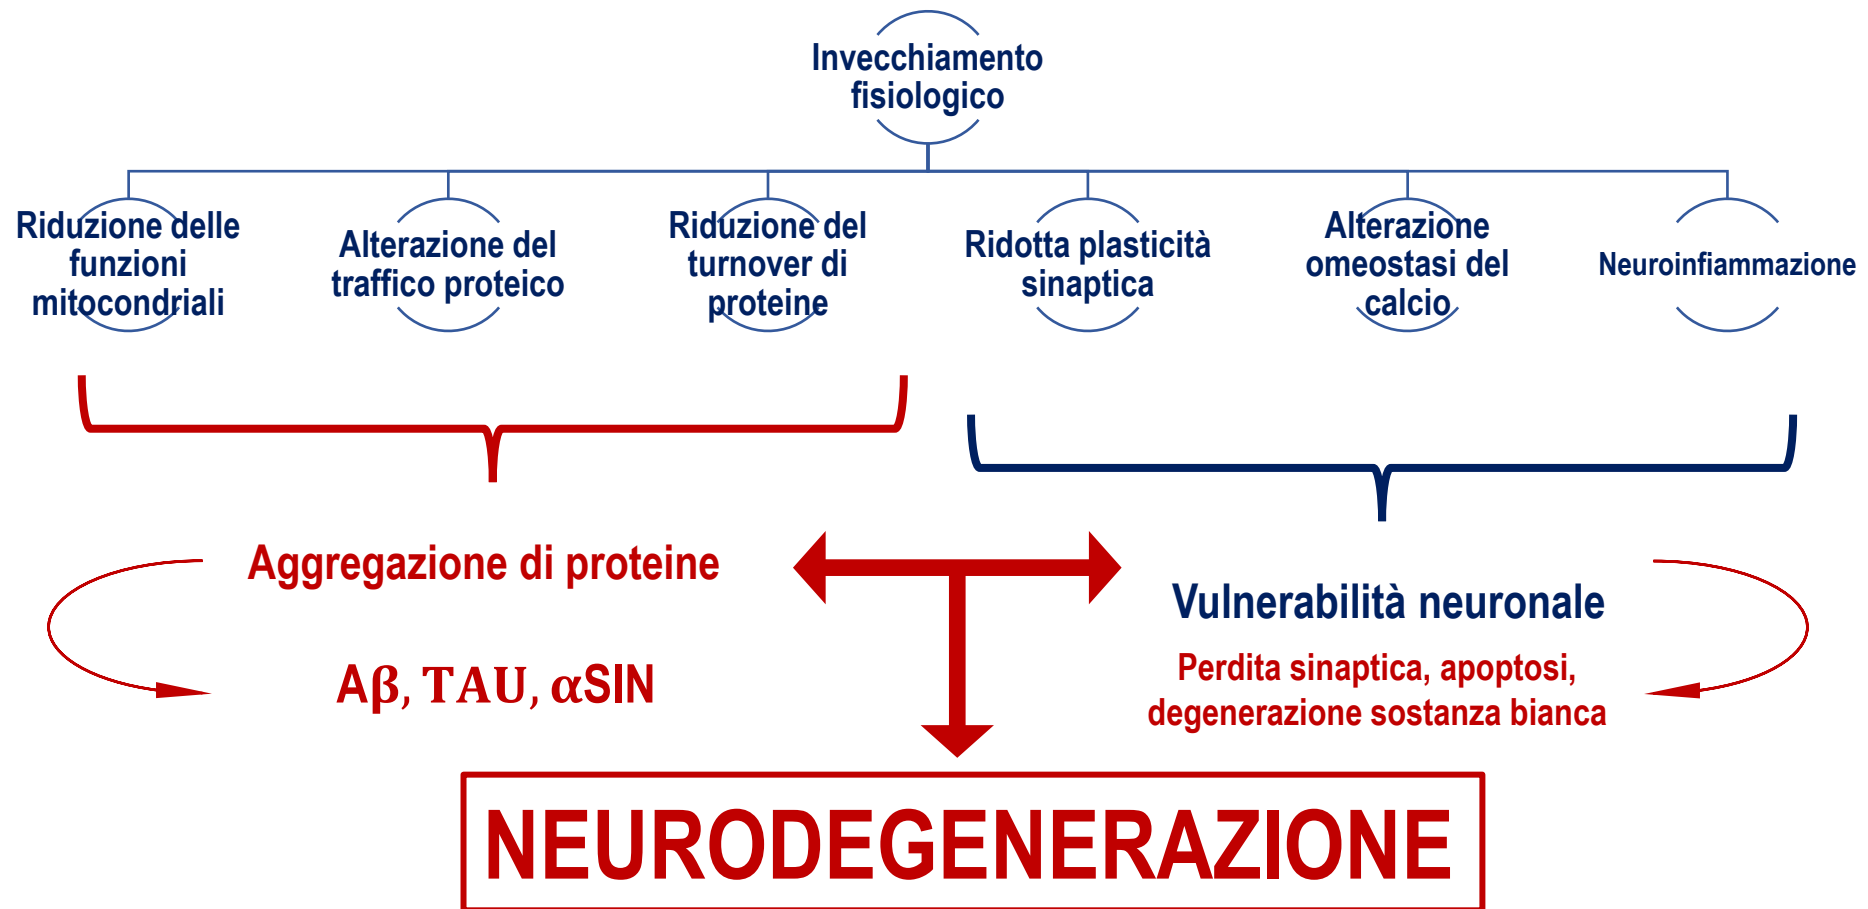 Invecchiamento
fisiologico
Riduzione delle
funzioni
mitocondriali
Alterazione del
traffico proteico
Riduzione del
turnover di
proteine
Ridotta plasticità
sinaptica
Alterazione
omeostasi del
calcio
Neuroinfiammazione
Aggregazione di proteine
Aβ, TAU, αSIN
Vulnerabilità neuronale
Perdita sinaptica, apoptosi,
degenerazione sostanza bianca
NEURODEGENERAZIONE